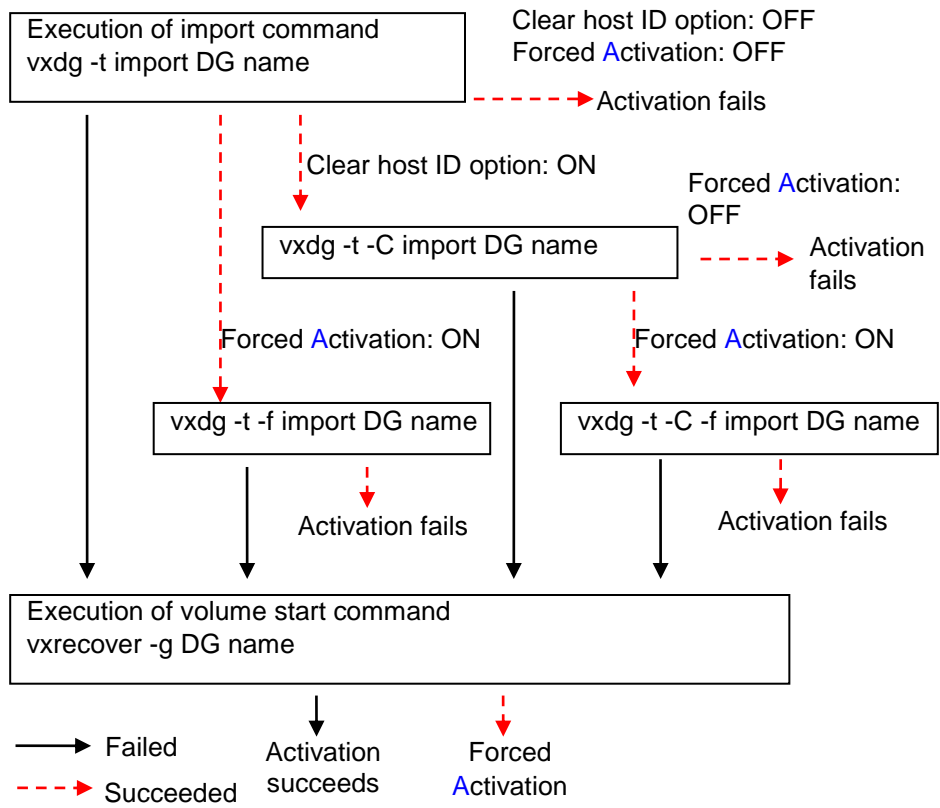 Execution of import command
vxdg -t import DG name
Clear host ID option: OFF
Forced Activation: OFF
Activation fails
Clear host ID option: ON
Forced Activation:
OFF
vxdg -t -C import DG name
Activation
fails
Forced Activation: ON
Forced Activation: ON
vxdg -t -f import DG name
vxdg -t -C -f import DG name
Activation fails
Activation fails
Execution of volume start command
vxrecover -g DG name
Failed
Succeeded
Activation
succeeds
Forced
Activation